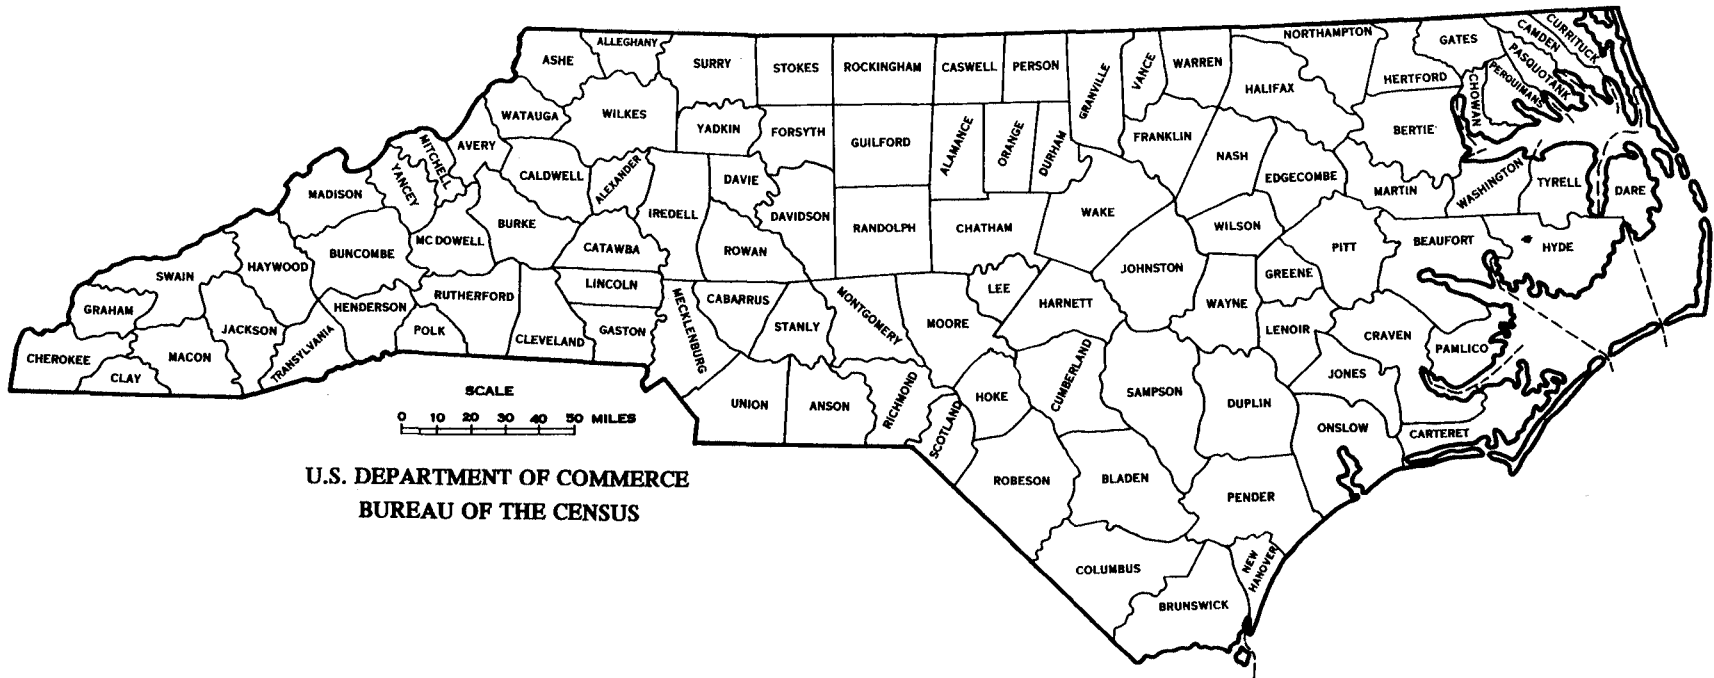 ALLEGHANY
ASHE
SURRY
STOKES
ROCKINGHAM
CASWELL
PERSON
GRANVILLE
VANCE
WARREN
NORTHAMPTON
HALIFAX
HERTFORD
GATES
CURRITUCK
CAMDEN
PASQUOTANK
PERQUIMANS
CHOWAN
WATAUGA
WILKES
YADKIN
FORSYTH
GUILFORD
ALAMANCE
ORANGE
DURHAM
FRANKLIN
NASH
EDGECOMBE
BERTIE
MARTIN
WASHINGTON
TYRELL
DARE
MITCHELL
AVERY
YANCEY
MADISON
CALDWELL
ALEXANDER
IREDELL
DAVIE
DAVIDSON
RANDOLPH
CHATHAM
WAKE
WILSON
PITT
BEAUFORT
HYDE
BURKE
MC DOWELL
BUNCOMBE
HAYWOOD
SWAIN
CATAWBA
ROWAN
LINCOLN
LEE
JOHNSTON
GREENE
GRAHAM
JACKSON
HENDERSON
RUTHERFORD
POLK
CLEVELAND
GASTON
MECKLENBURG
CABARRUS
STANLY
MONTGOMERY
MOORE
HARNETT
WAYNE
LENOIR
CRAVEN
PAMLICO
CHEROKEE
CLAY
MACON
TRANSYLVANIA
UNION
ANSON
RICHMOND
SCOTLAND
HOKE
CUMBERLAND
SAMPSON
DUPLIN
JONES
ONSLOW
CARTERET
ROBESON
BLADEN
PENDER
COLUMBUS
BRUNSWICK
NEW
HANOVER
SCALE
0 10 20 30 40 50 MILES
U.S. DEPARTMENT OF COMMERCE
BUREAU OF THE CENSUS